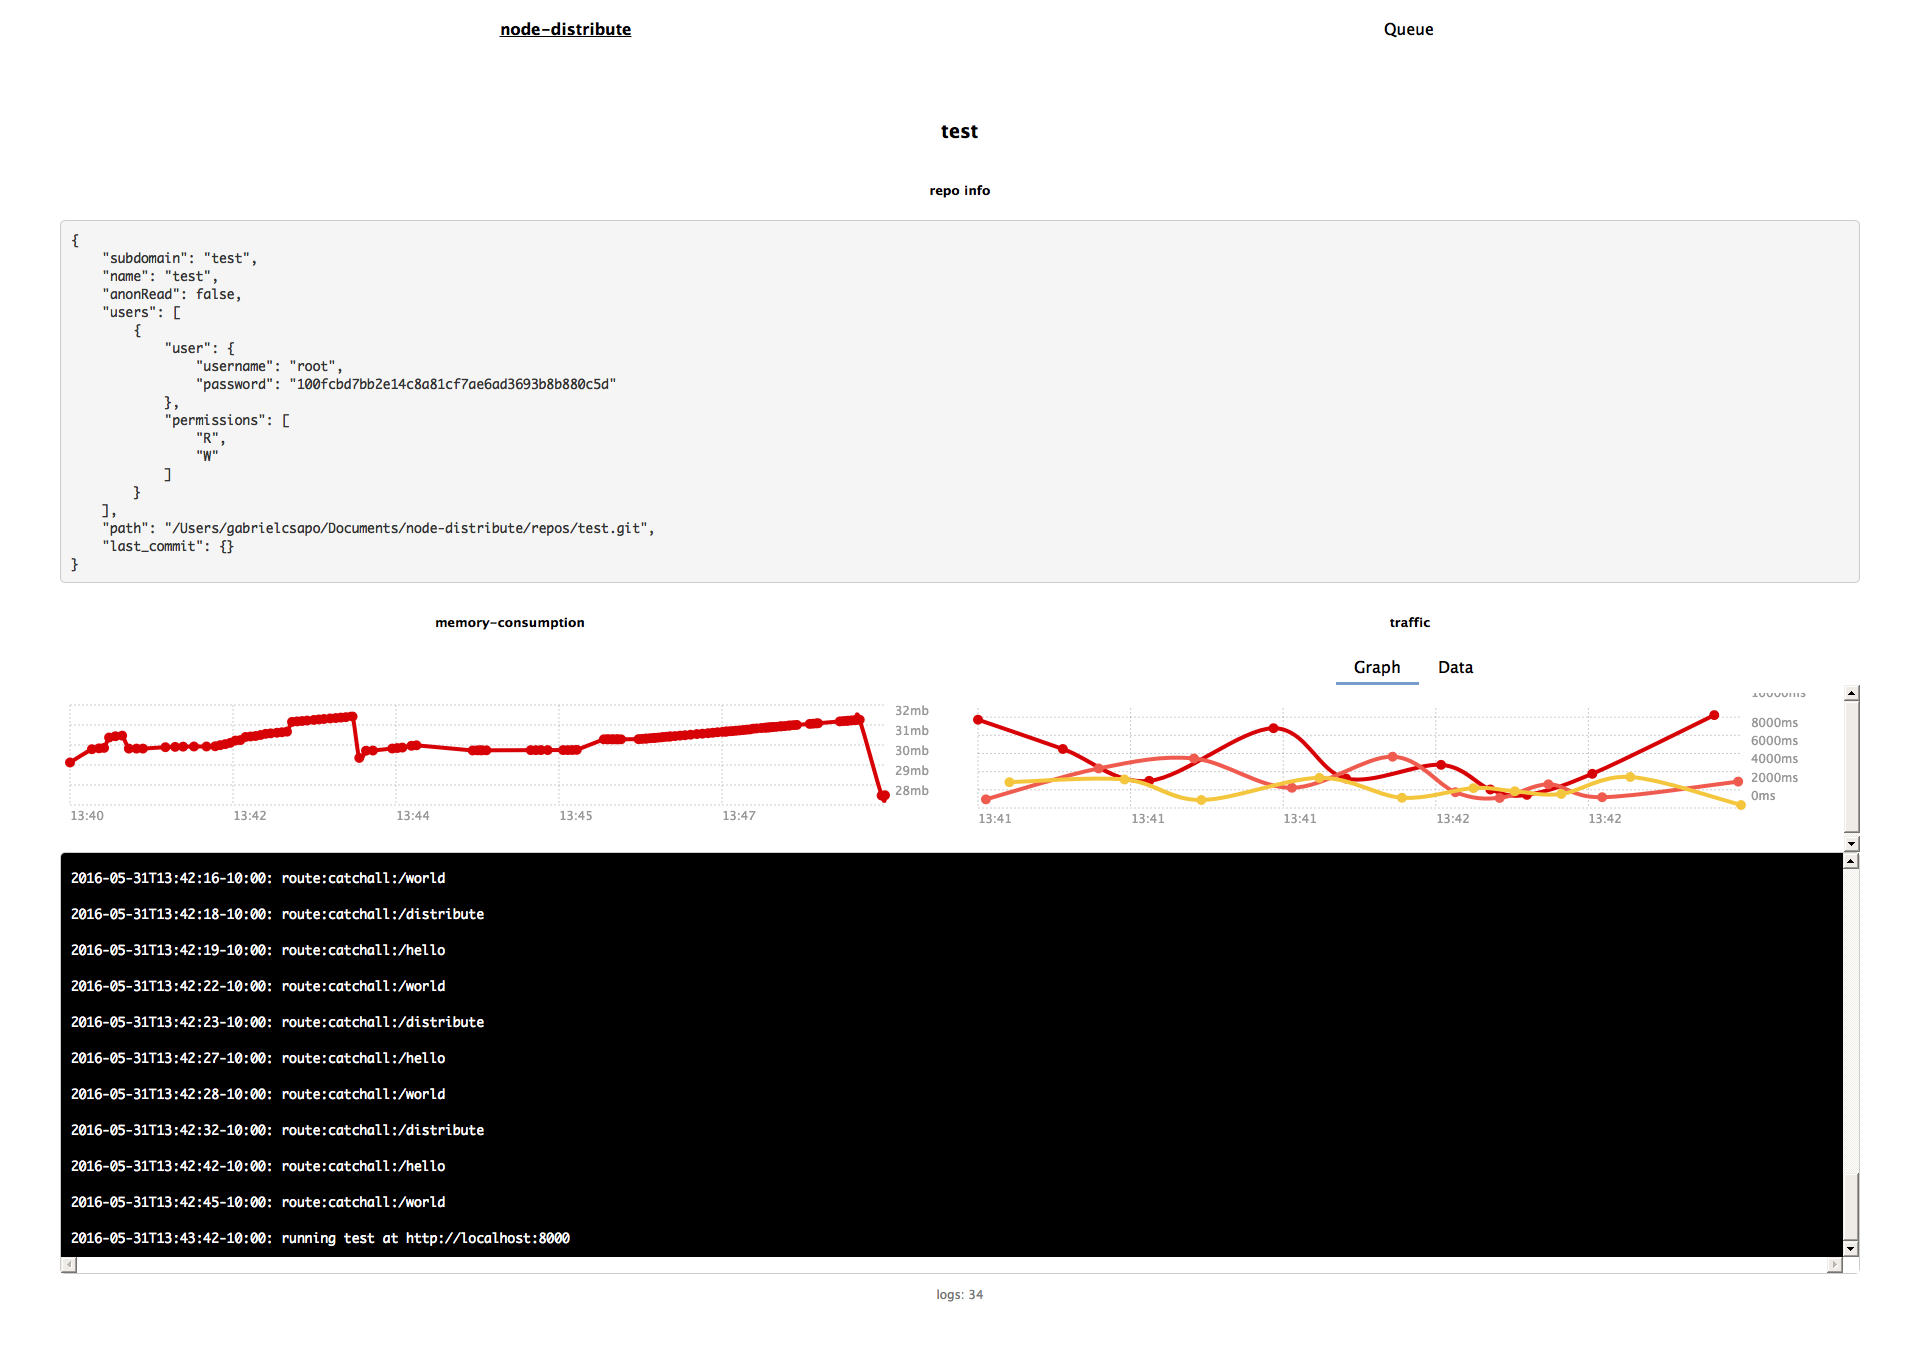 node-distribute
Queue
test
repo info
{
    "subdomain": "test",
    "name": "test",
    "anonRead": false,
    "users": [
        {
            "user": {
                "username": "root",
                "password": "100fcbd7bb2e14c8a81cf7ae6ad3693b8b880c5d"
            },
            "permissions": [
                "R",
                "W"
            ]
        }
    ],
    "path": "/Users/gabrielcsapo/Documents/node-distribute/repos/test.git",
    "last_commit": {}
}
memory-consumption
32mb
31mb
30mb
29mb
28mb
13:40 13:42 13:44 13:45 13:47
traffic
Graph Data
10000ms
8000ms
6000ms
4000ms
2000ms
0ms
13:41 13:41 13:41 13:42 13:42
2016-05-31T13:42:16-10:00: route:catchall:/world
2016-05-31T13:42:18-10:00: route:catchall:/distribute
2016-05-31T13:42:19-10:00: route:catchall:/hello
2016-05-31T13:42:22-10:00: route:catchall:/world
2016-05-31T13:42:23-10:00: route:catchall:/distribute
2016-05-31T13:42:27-10:00: route:catchall:/hello
2016-05-31T13:42:28-10:00: route:catchall:/world
2016-05-31T13:42:32-10:00: route:catchall:/distribute
2016-05-31T13:42:42-10:00: route:catchall:/hello
2016-05-31T13:42:45-10:00: route:catchall:/world
2016-05-31T13:43:42-10:00: running test at http://localhost:8000
logs: 34